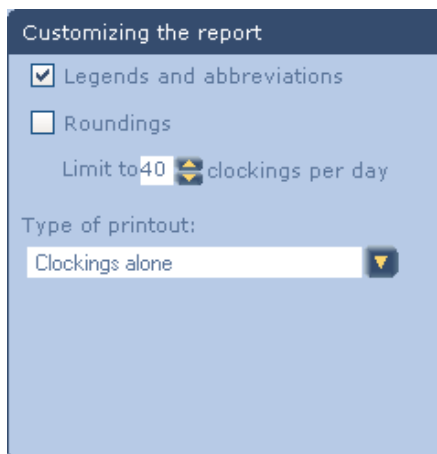 Customizing the report
Legends and abbreviations
Roundings
Limit to 40 clockings per day
Type of printout:
Clockings alone